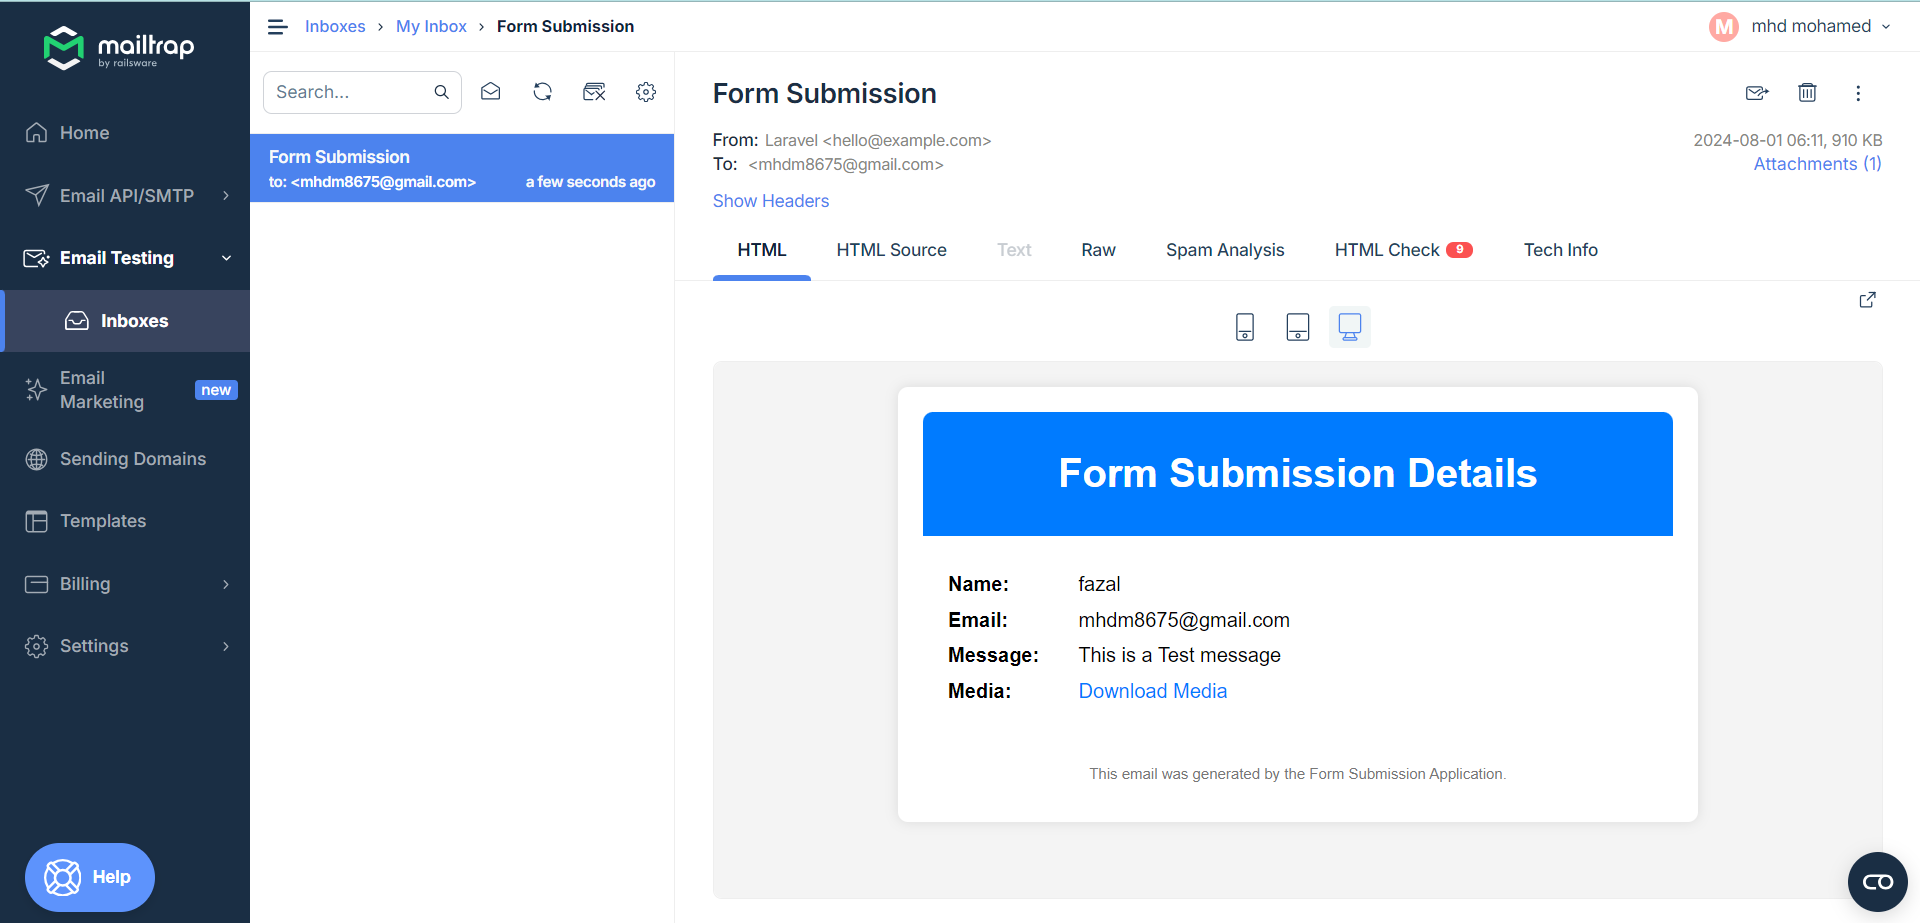 mailtrap
by railsware
Home
Email API/SMTP
Email Testing
Inboxes
Email
Marketing
new
Sending Domains
Templates
Billing
Settings
Help
Inboxes › My Inbox › Form Submission
M mhd mohamed
Search...
Form Submission
to: <mhdm8675@gmail.com> a few seconds ago
Form Submission
From: Laravel <hello@example.com>
2024-08-01 06:11, 910 KB
To: <mhdm8675@gmail.com>
Attachments (1)
Show Headers
HTML HTML Source Text Raw Spam Analysis HTML Check 9 Tech Info
Form Submission Details
Name: fazal
Email: mhdm8675@gmail.com
Message: This is a Test message
Media: Download Media
This email was generated by the Form Submission Application.